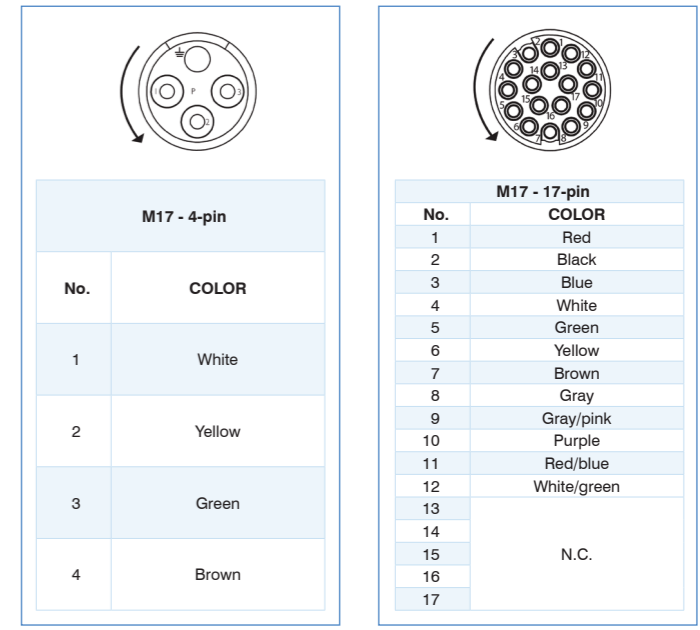 1
P
3
2
M17 - 4-pin
No. COLOR
1 White
2 Yellow
3 Green
4 Brown
2 1
3 12
4 14 13 11
5 15 17 10
6 16 9
7 8
M17 - 17-pin
No. COLOR
1 Red
2 Black
3 Blue
4 White
5 Green
6 Yellow
7 Brown
8 Gray
9 Gray/pink
10 Purple
11 Red/blue
12 White/green
13
14
15 N.C.
16
17